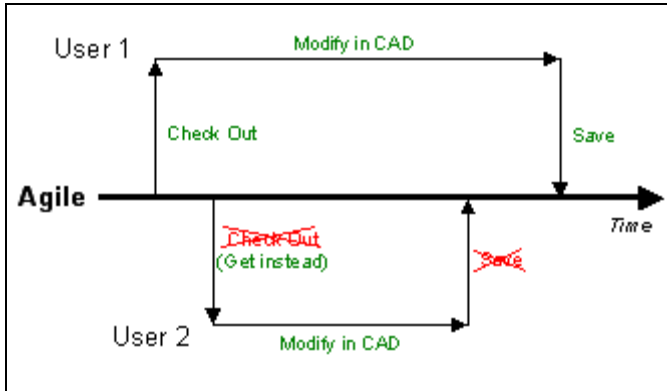 User 1
Modify in CAD
Check Out
Save
Agile
Time
Check Out
(Get instead)
Save
User 2
Modify in CAD